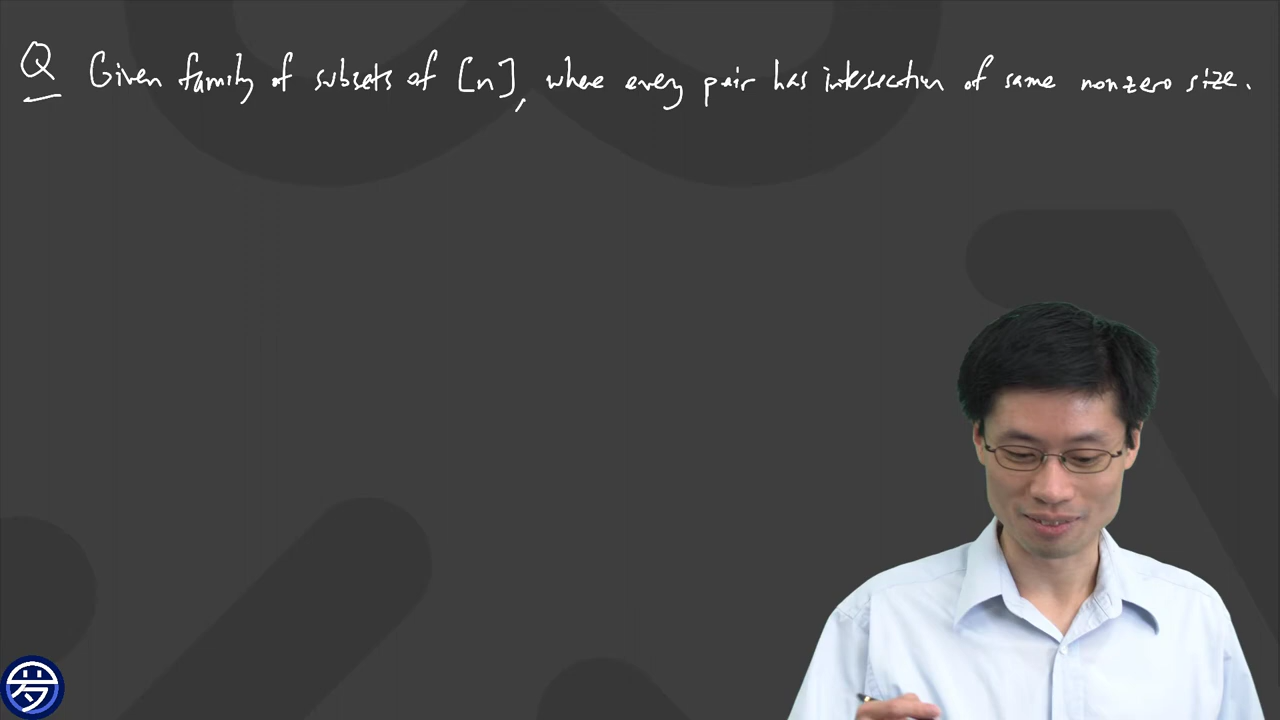 Q Given family of subsets of [n], where every pair has intersection of same nonzero size.